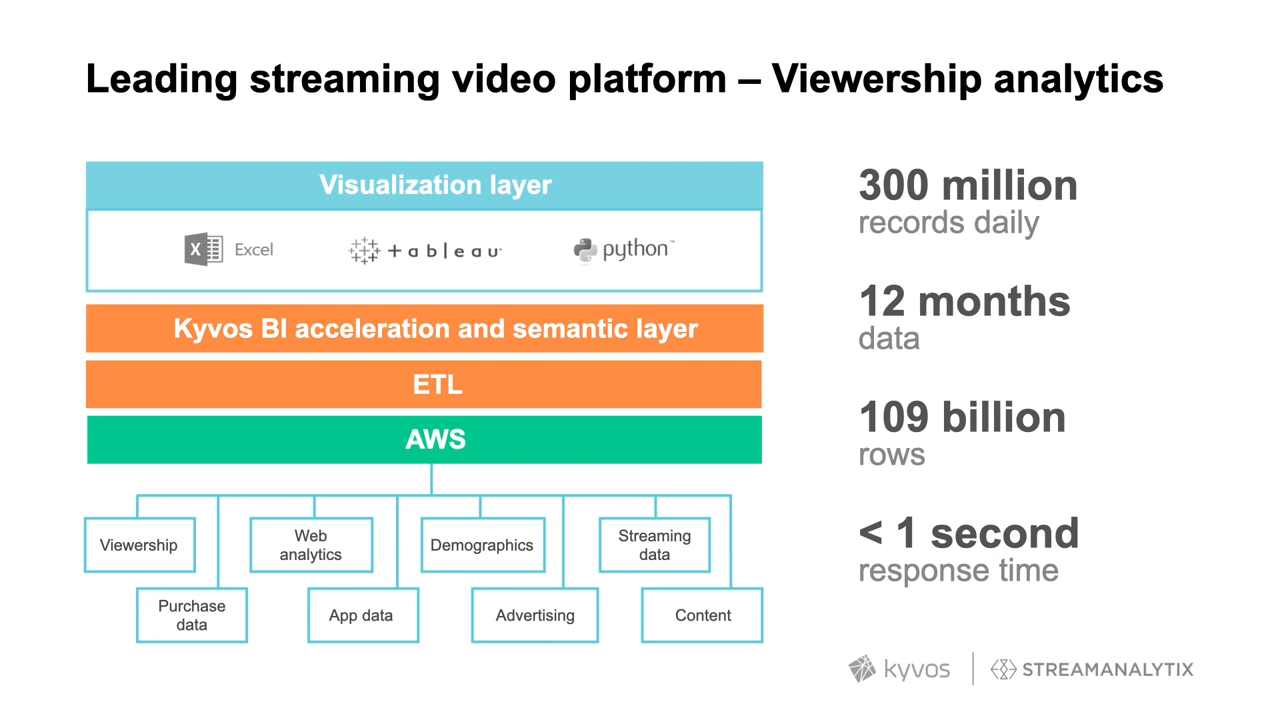 Leading streaming video platform – Viewership analytics
Visualization layer
Excel
+ a b l e a u
python™
Kyvos BI acceleration and semantic layer
ETL
AWS
Viewership
Web
analytics
Demographics
Streaming
data
Purchase
data
App data
Advertising
Content
300 million
records daily
12 months
data
109 billion
rows
< 1 second
response time
kyvos
STREAMANALYTIX